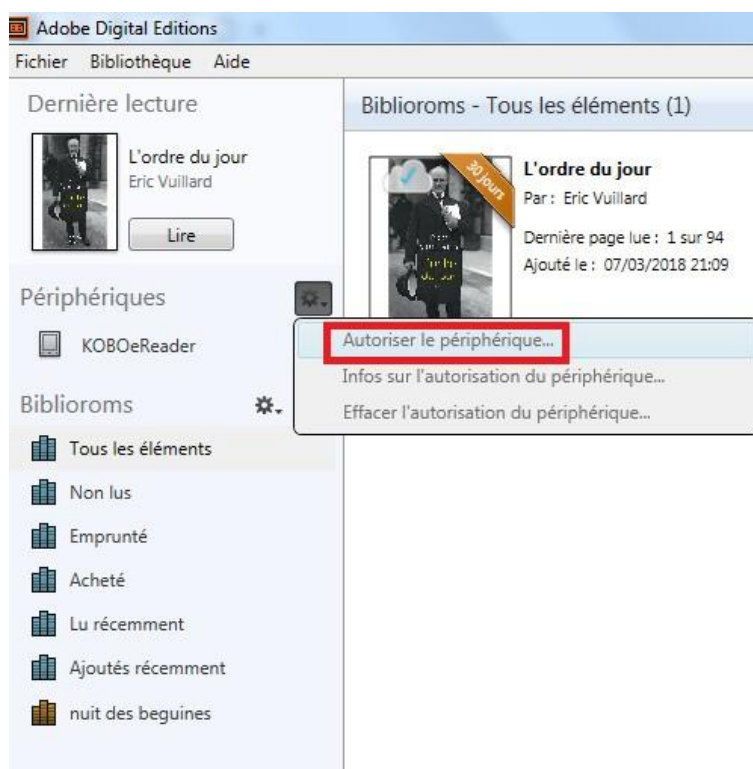 Adobe Digital Editions
Fichier Bibliothèque Aide
Dernière lecture
L'ordre du jour
Eric Vuillard
Lire
Périphériques
KOBOeReader
Biblioroms
Tous les éléments
Non lus
Emprunté
Acheté
Lu récemment
Ajoutés récemment
nuit des beguines
Biblioroms - Tous les éléments (1)
30 jours
L'ordre du jour
Par : Eric Vuillard
Dernière page lue : 1 sur 94
Ajouté le : 07/03/2018 21:09
Autoriser le périphérique...
Infos sur l'autorisation du périphérique...
Effacer l'autorisation du périphérique...